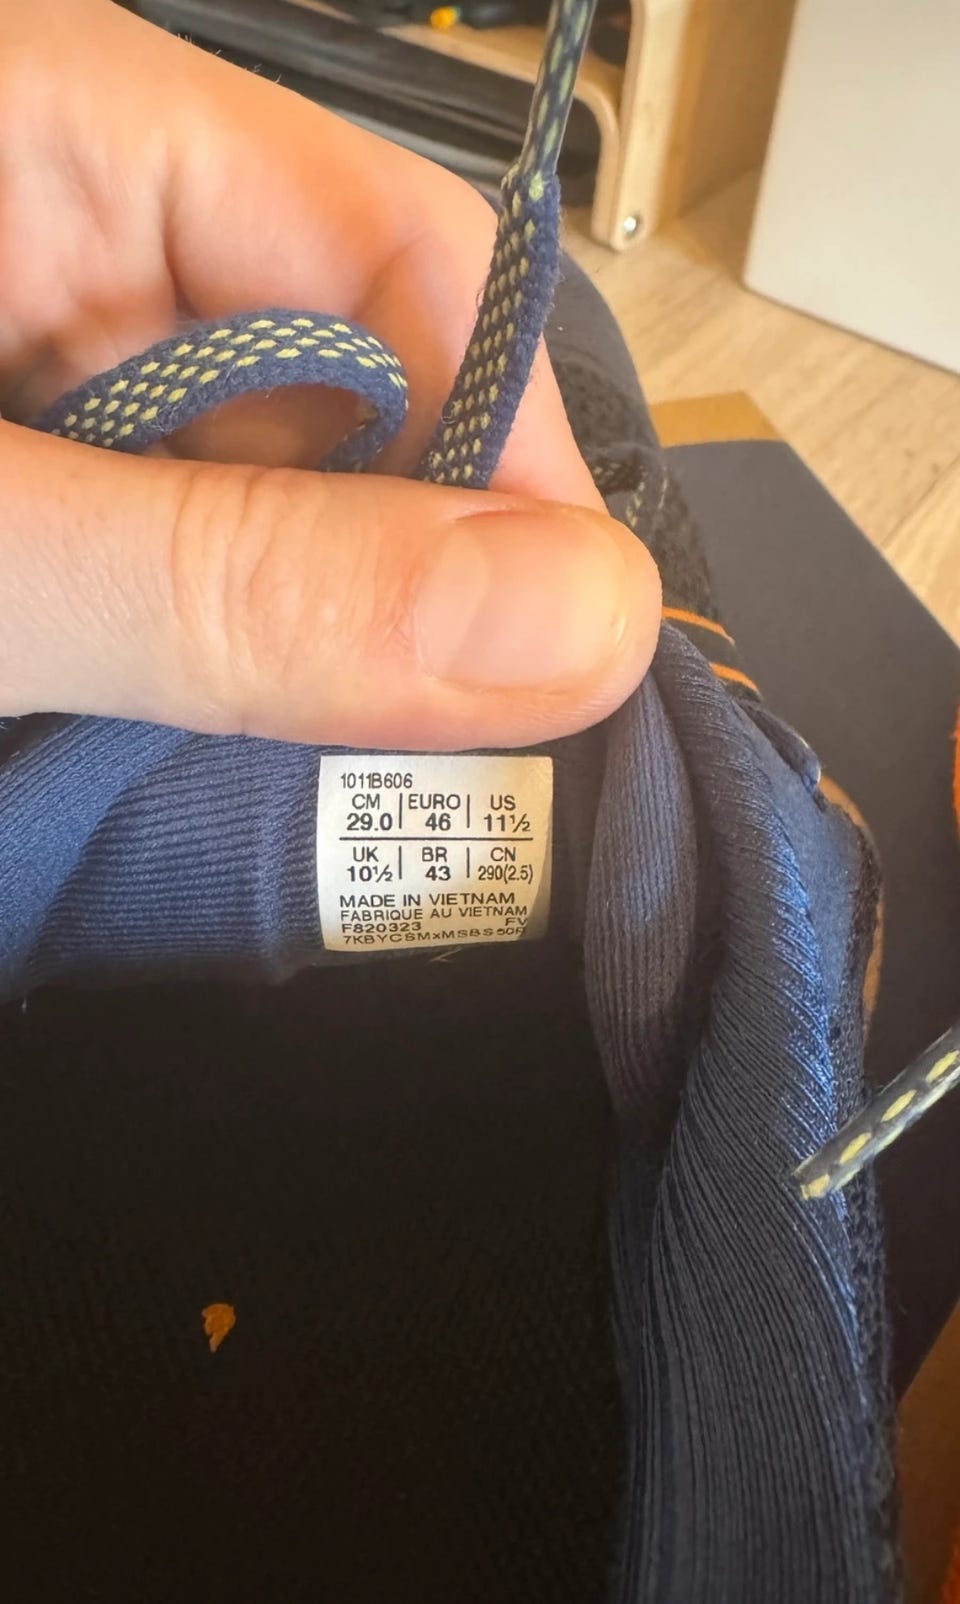 1011B606
CM | EURO | US
29.0 | 46 | 11½
UK | BR | CN
10½ | 43 | 290(2.5)
MADE IN VIETNAM
FABRIQUE AU VIETNAM
F820323 FV